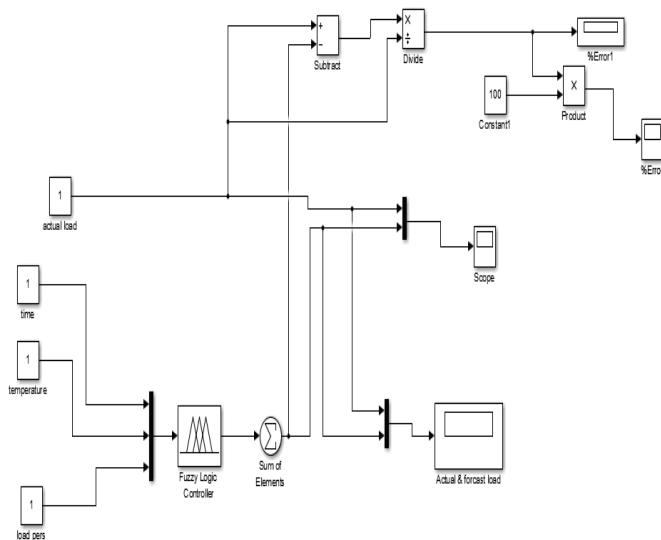 +
−
×
÷
Subtract
Divide
%Error1
100
Constant1
×
Product
%Erro
1
actual load
Scope
1
time
1
temperature
1
load pers
Fuzzy Logic
Controller
Σ
Sum of
Elements
Actual & forcast load